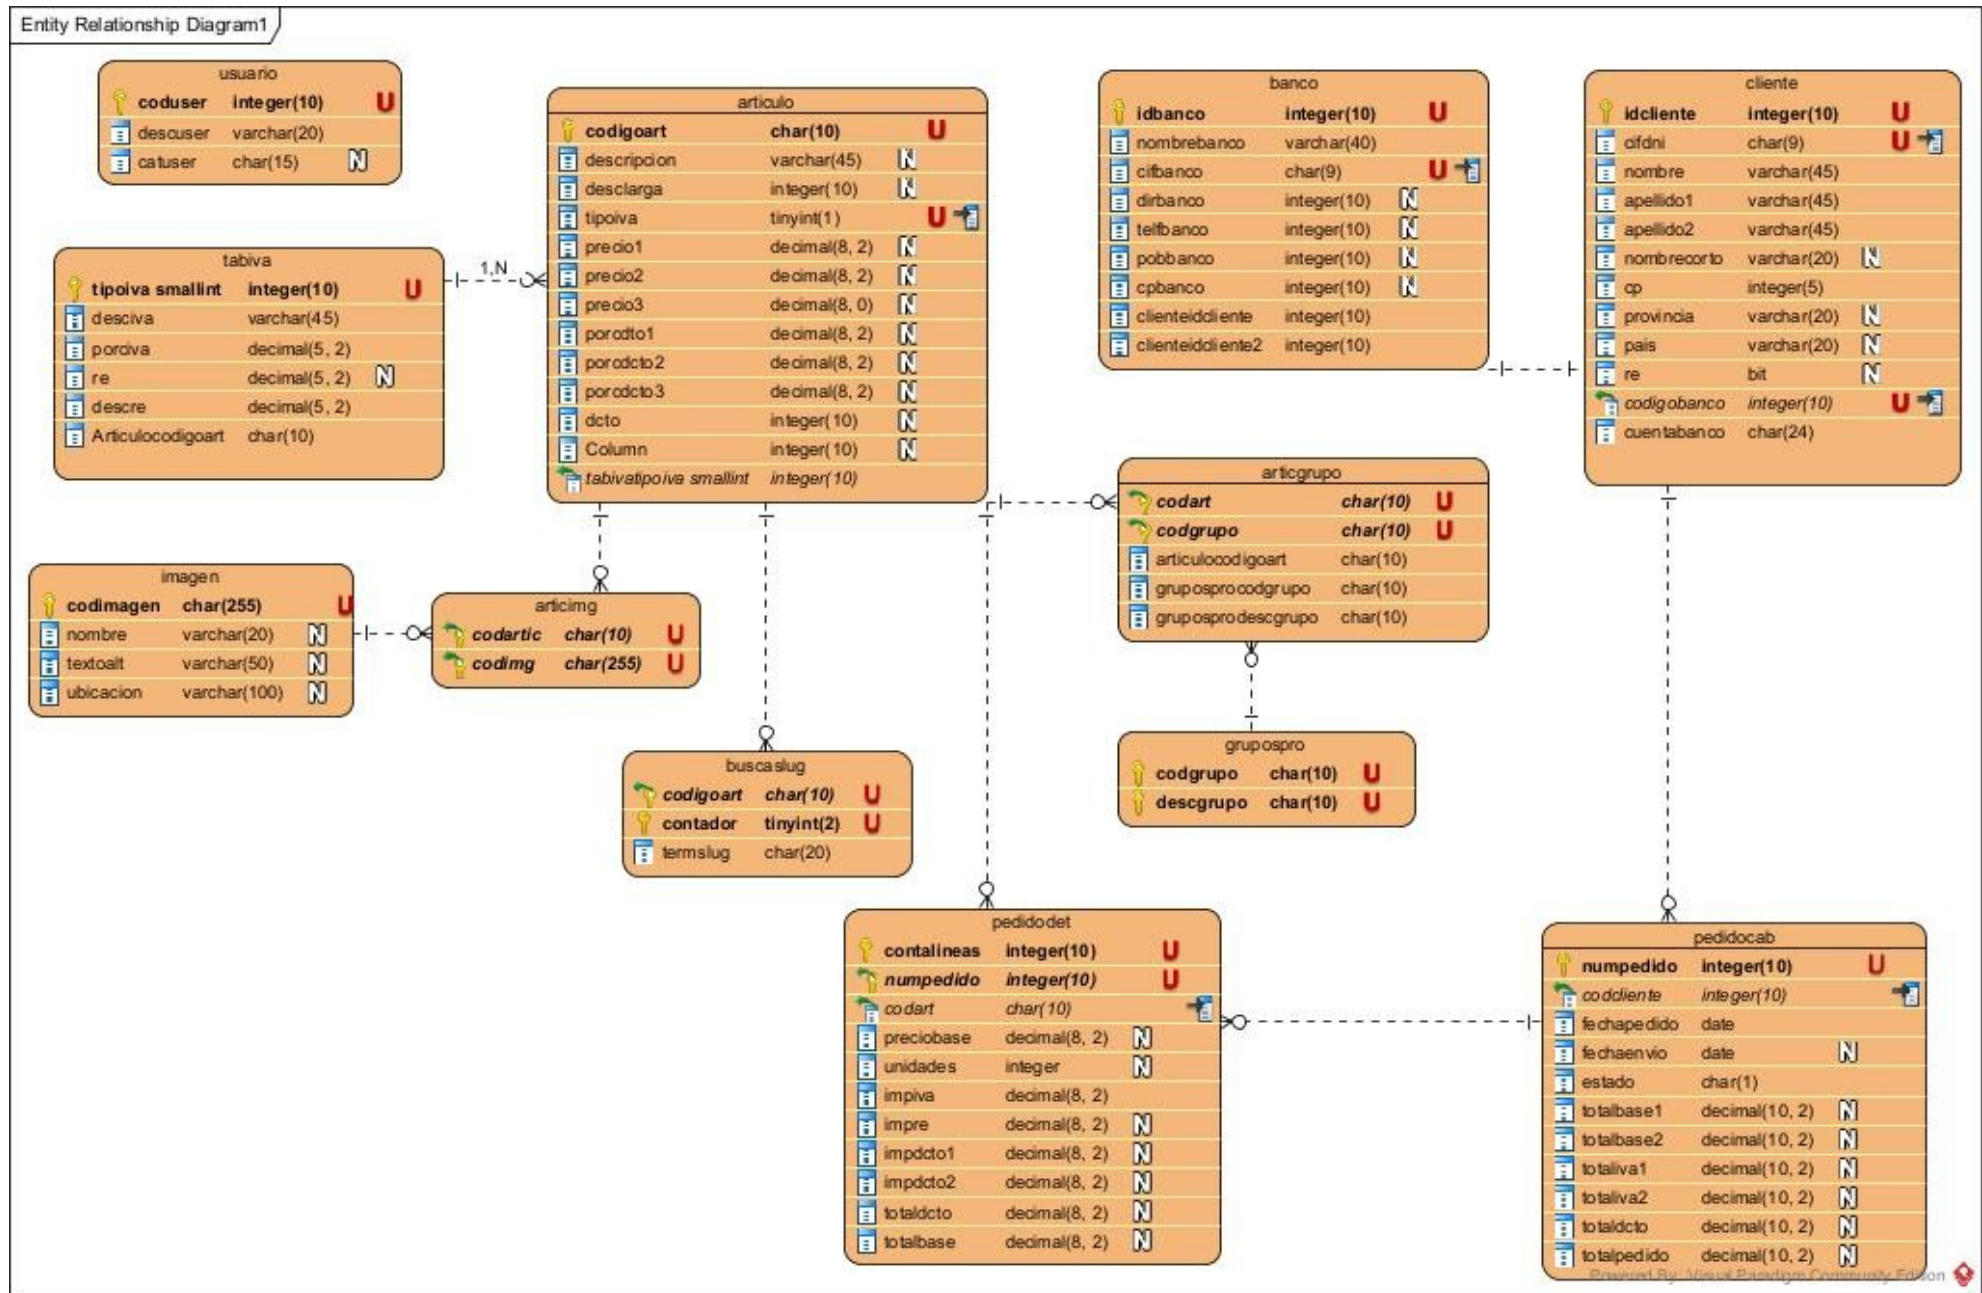 Entity Relationship Diagram1
usuario
coduser integer(10) U
descuser varchar(20)
catuser char(15) N
tabiva
tipoiva smallint integer(10) U
desciva varchar(45)
porciva decimal(5, 2)
re decimal(5, 2) N
descre decimal(5, 2)
Articulocodigoart char(10)
1,N
articulo
codigoart char(10) U
descripcion varchar(45) N
desclarga integer(10) N
tipoiva tinyint(1) U
precio1 decimal(8, 2) N
precio2 decimal(8, 2) N
precio3 decimal(8, 0) N
porcdto1 decimal(8, 2) N
porcdcto2 decimal(8, 2) N
porcdcto3 decimal(8, 2) N
dcto integer(10) N
Column integer(10) N
tabivatipoiva smallint integer(10)
banco
idbanco integer(10) U
nombrebanco varchar(40)
cifbanco char(9) U
dirbanco integer(10) N
telfbanco integer(10) N
pobbanco integer(10) N
cpbanco integer(10) N
clienteidcliente integer(10)
clienteidcliente2 integer(10)
cliente
idcliente integer(10) U
cifdni char(9) U
nombre varchar(45)
apellido1 varchar(45)
apellido2 varchar(45)
nombrecorto varchar(20) N
cp integer(5)
provincia varchar(20) N
pais varchar(20) N
re bit N
codigobanco integer(10) U
cuentabanco char(24)
articgrupo
codart char(10) U
codgrupo char(10) U
articulocodigoart char(10)
gruposprocodgrupo char(10)
gruposprodescgrupo char(10)
imagen
codimagen char(255) U
nombre varchar(20) N
textoalt varchar(50) N
ubicacion varchar(100) N
articimg
codartic char(10) U
codimg char(255) U
buscaslug
codigoart char(10) U
contador tinyint(2) U
termslug char(20)
grupospro
codgrupo char(10) U
descgrupo char(10) U
pedidodet
contalineas integer(10) U
numpedido integer(10) U
codart char(10)
preciobase decimal(8, 2) N
unidades integer N
impiva decimal(8, 2)
impre decimal(8, 2) N
impdcto1 decimal(8, 2) N
impdcto2 decimal(8, 2) N
totaldcto decimal(8, 2) N
totalbase decimal(8, 2) N
pedidocab
numpedido integer(10) U
codcliente integer(10)
fechapedido date
fechaenvio date N
estado char(1)
totalbase1 decimal(10, 2) N
totalbase2 decimal(10, 2) N
totaliva1 decimal(10, 2) N
totaliva2 decimal(10, 2) N
totaldcto decimal(10, 2) N
totalpedido decimal(10, 2) N
Powered By Visual Paradigm Community Edition